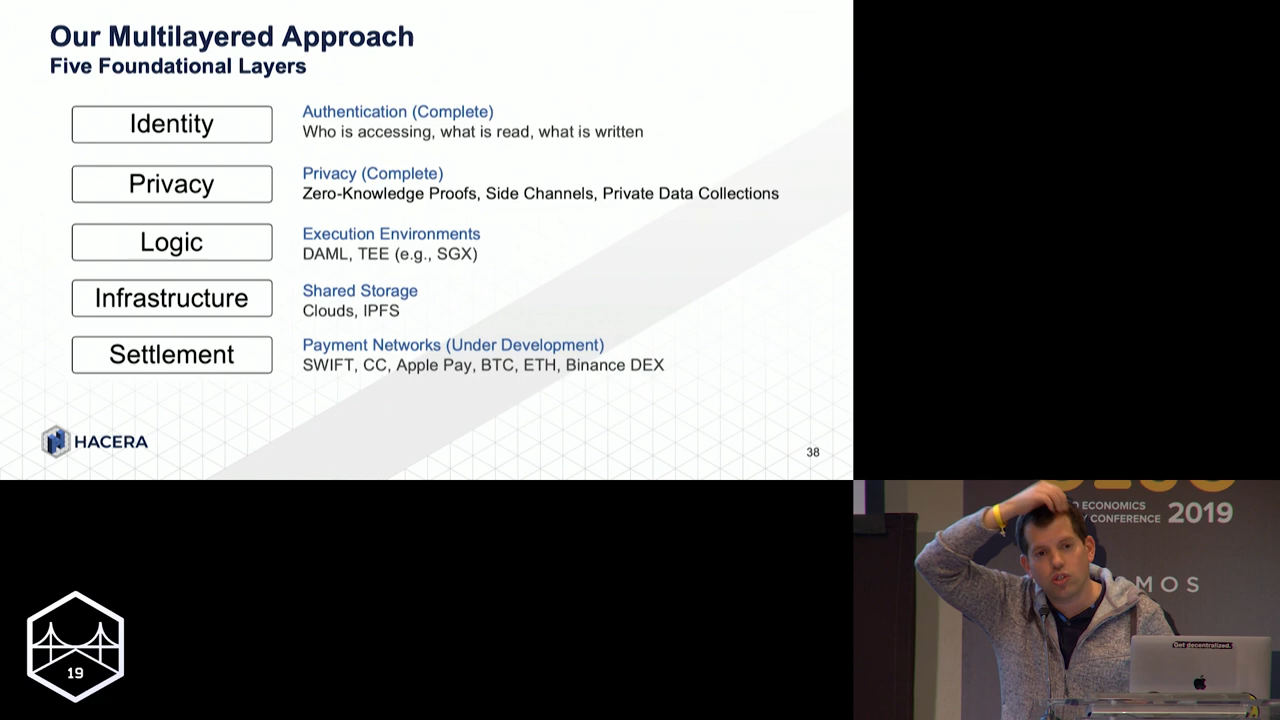 Our Multilayered Approach
Five Foundational Layers
Identity
Authentication (Complete)
Who is accessing, what is read, what is written
Privacy
Privacy (Complete)
Zero-Knowledge Proofs, Side Channels, Private Data Collections
Logic
Execution Environments
DAML, TEE (e.g., SGX)
Infrastructure
Shared Storage
Clouds, IPFS
Settlement
Payment Networks (Under Development)
SWIFT, CC, Apple Pay, BTC, ETH, Binance DEX
HACERA
38
19
ECONOMICS
CONFERENCE 2019
MOS
Get decentralized.